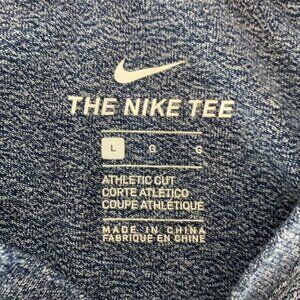 THE NIKE TEE
L G G
ATHLETIC CUT
CORTE ATLÉTICO
COUPE ATHLÉTIQUE
MADE IN CHINA
FABRIQUÉ EN CHINE